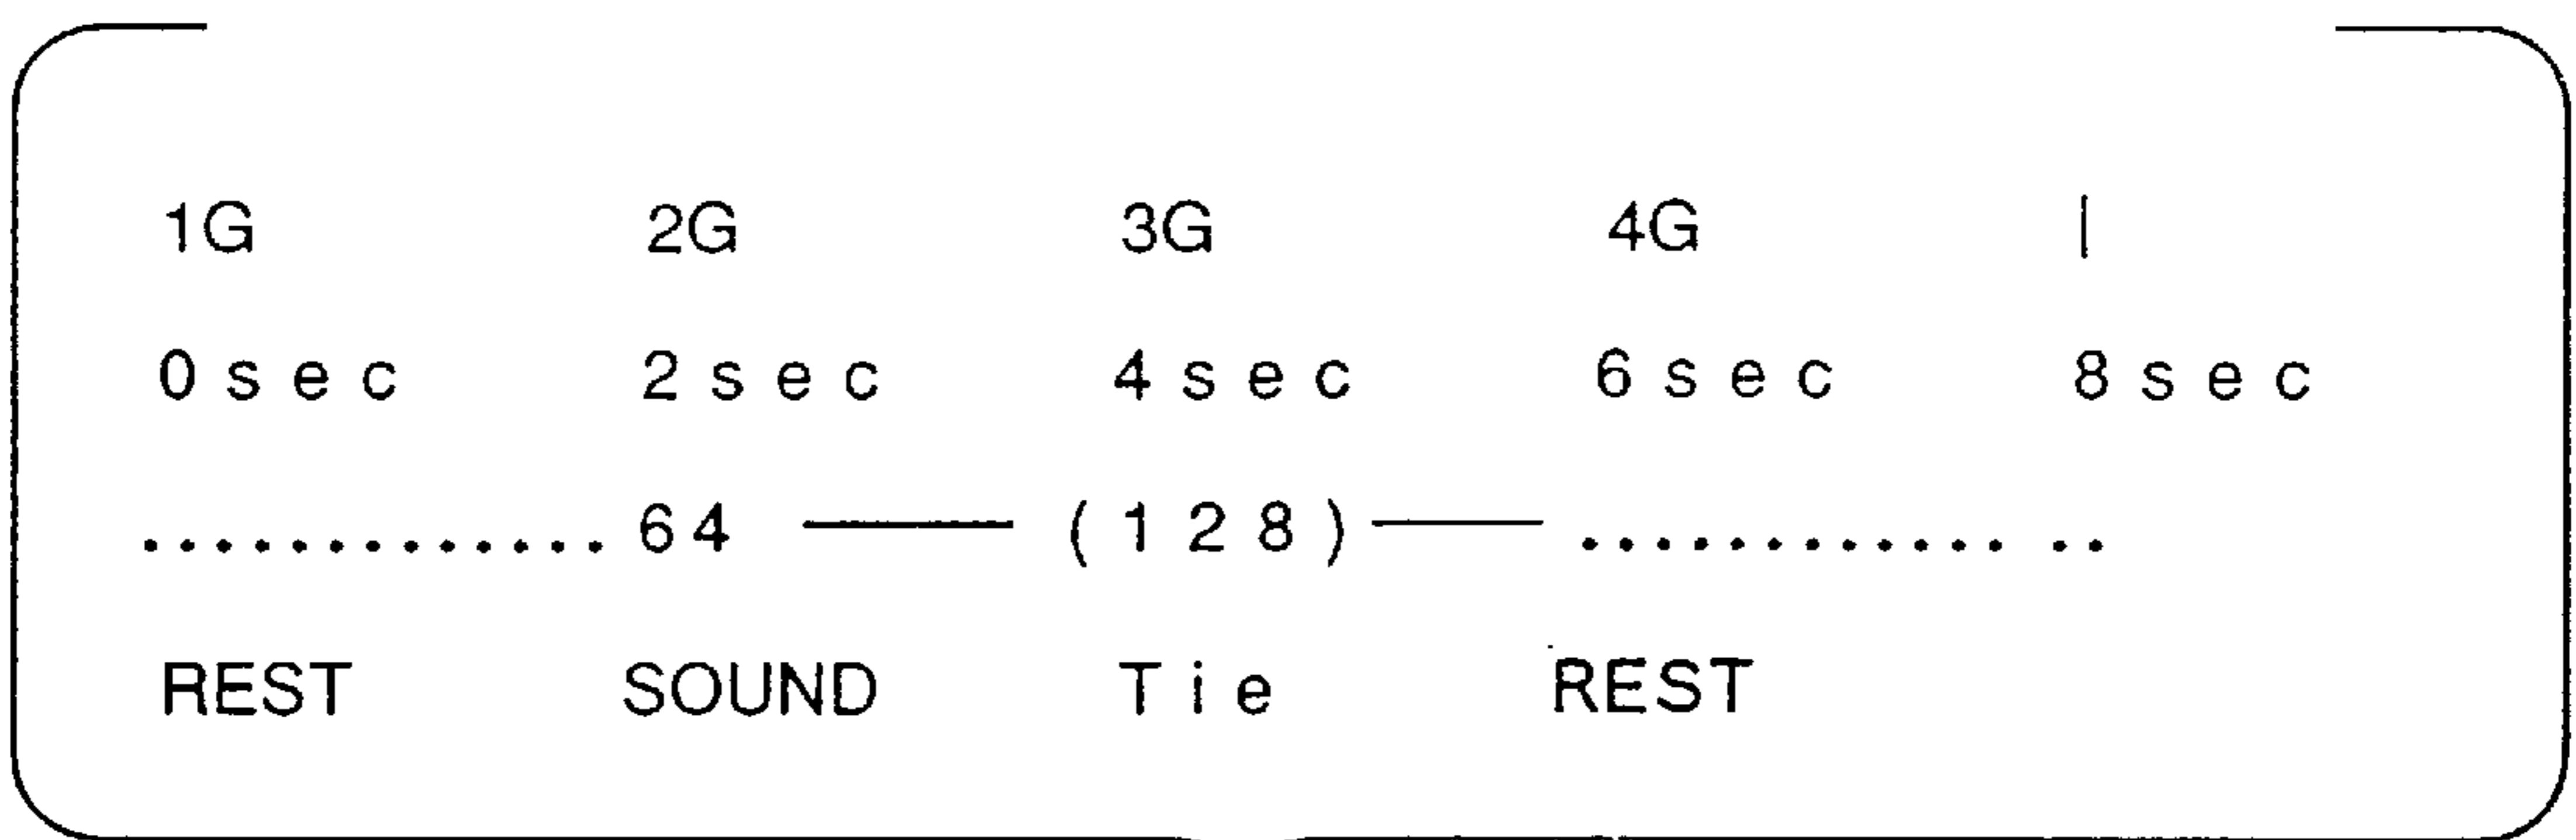 1G 2G 3G 4G |
0sec 2sec 4sec 6sec 8sec
.............64 —— (128)—— ............ ..
REST SOUND Tie REST